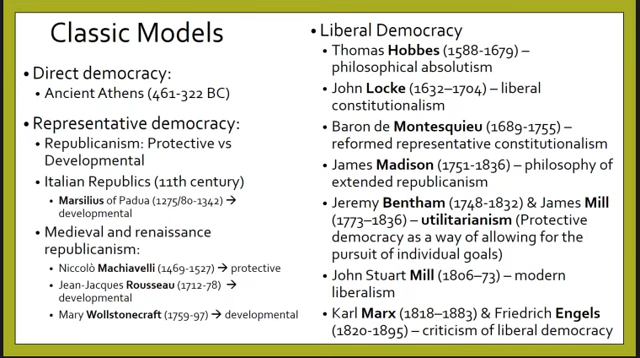 Classic Models
• Direct democracy:
• Ancient Athens (461-322 BC)
• Representative democracy:
• Republicanism: Protective vs
Developmental
• Italian Republics (11th century)
• Marsilius of Padua (1275/80-1342) →
developmental
• Medieval and renaissance
republicanism:
• Niccolò Machiavelli (1469-1527) → protective
• Jean-Jacques Rousseau (1712-78) →
developmental
• Mary Wollstonecraft (1759-97) → developmental
• Liberal Democracy
• Thomas Hobbes (1588-1679) –
philosophical absolutism
• John Locke (1632–1704) – liberal
constitutionalism
• Baron de Montesquieu (1689-1755) –
reformed representative constitutionalism
• James Madison (1751-1836) – philosophy of
extended republicanism
• Jeremy Bentham (1748-1832) & James Mill
(1773–1836) – utilitarianism (Protective
democracy as a way of allowing for the
pursuit of individual goals)
• John Stuart Mill (1806–73) – modern
liberalism
• Karl Marx (1818–1883) & Friedrich Engels
(1820-1895) – criticism of liberal democracy